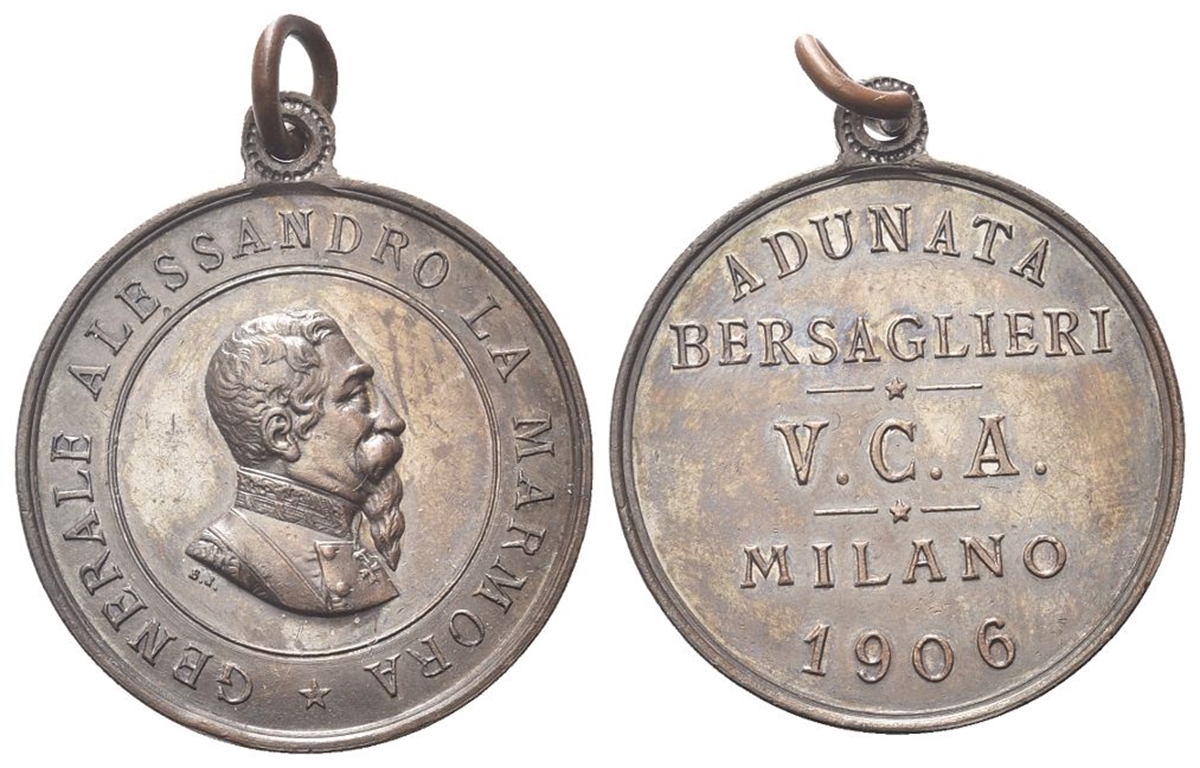 GENERALE ALESSANDRO LA MARMORA
ADUNATA
BERSAGLIERI
V.C.A.
MILANO
1906